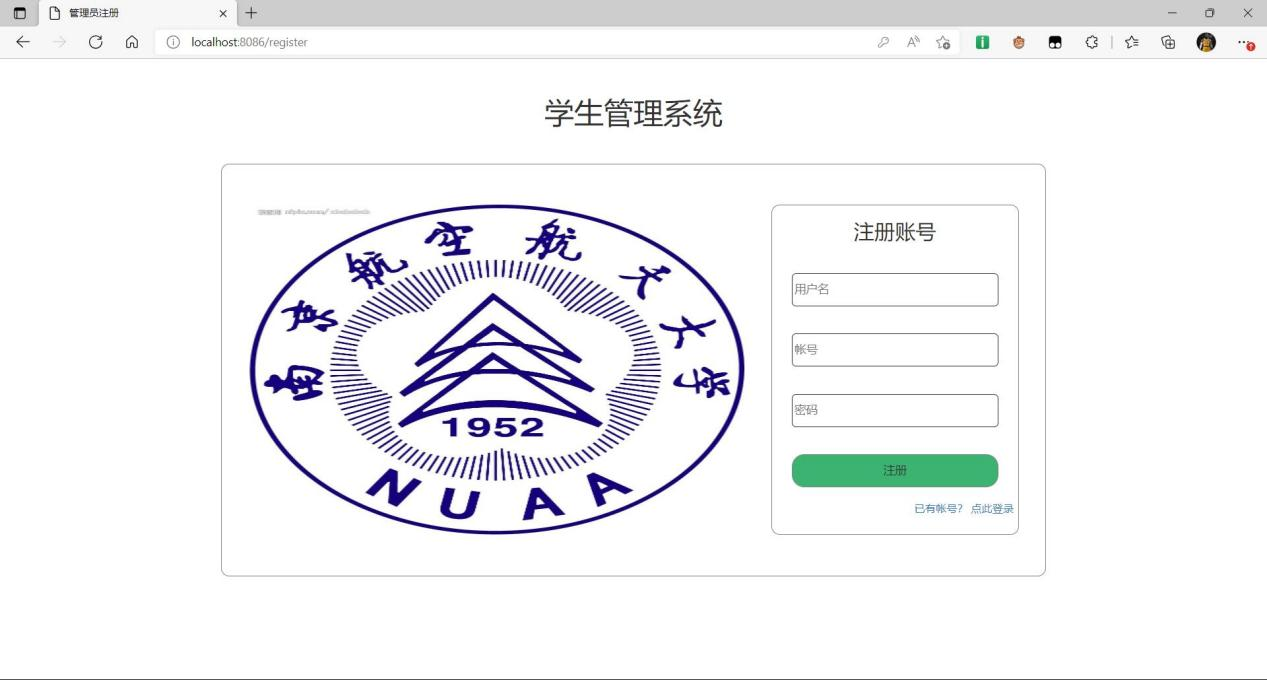 管理员注册
localhost:8086/register
学生管理系统
南京航空航天大学
1952
NUAA
注册账号
用户名
帐号
密码
注册
已有帐号? 点此登录